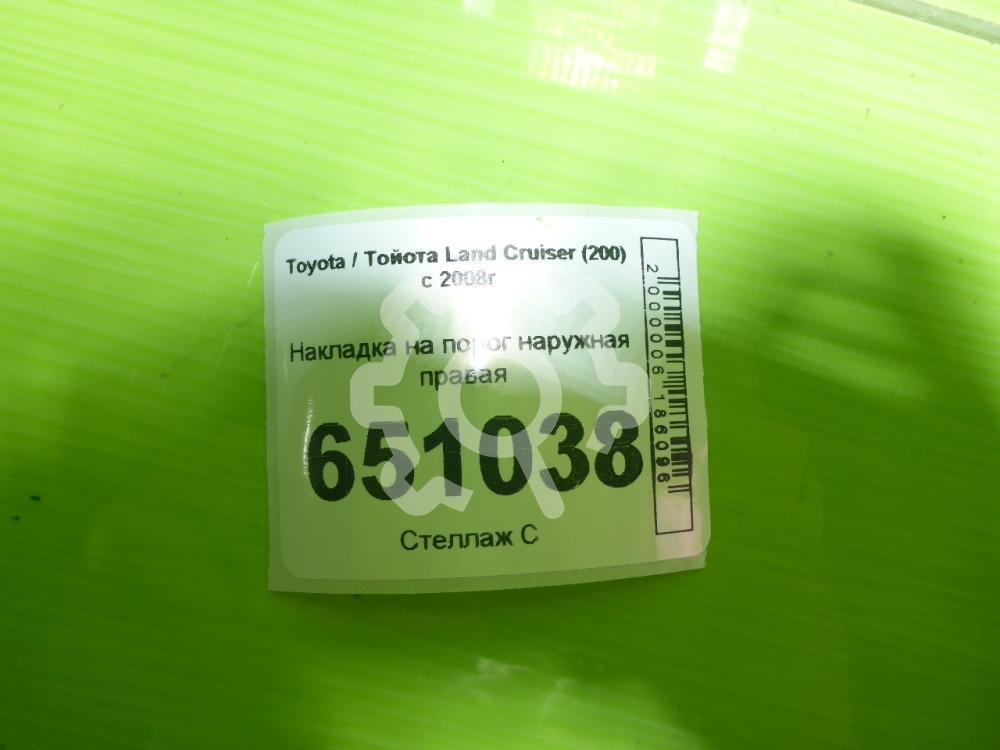 Toyota / Тойота Land Cruiser (200)
с 2008г
Накладка на порог наружная
правая
651038
Стеллаж С
2000006186096